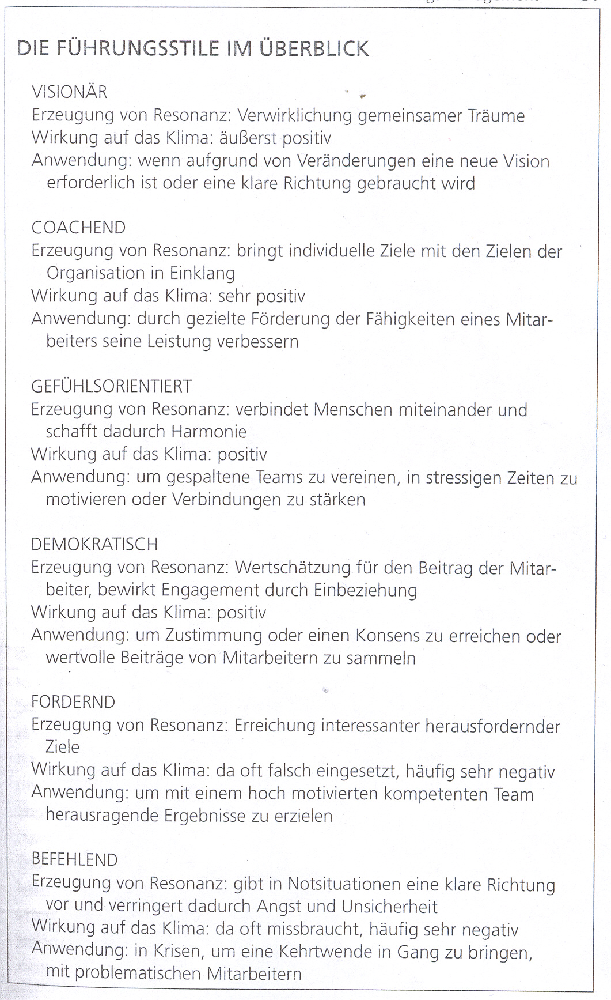 DIE FÜHRUNGSSTILE IM ÜBERBLICK
VISIONÄR
Erzeugung von Resonanz: Verwirklichung gemeinsamer Träume
Wirkung auf das Klima: äußerst positiv
Anwendung: wenn aufgrund von Veränderungen eine neue Vision
erforderlich ist oder eine klare Richtung gebraucht wird
COACHEND
Erzeugung von Resonanz: bringt individuelle Ziele mit den Zielen der
Organisation in Einklang
Wirkung auf das Klima: sehr positiv
Anwendung: durch gezielte Förderung der Fähigkeiten eines Mitar-
beiters seine Leistung verbessern
GEFÜHLSORIENTIERT
Erzeugung von Resonanz: verbindet Menschen miteinander und
schafft dadurch Harmonie
Wirkung auf das Klima: positiv
Anwendung: um gespaltene Teams zu vereinen, in stressigen Zeiten zu
motivieren oder Verbindungen zu stärken
DEMOKRATISCH
Erzeugung von Resonanz: Wertschätzung für den Beitrag der Mitar-
beiter, bewirkt Engagement durch Einbeziehung
Wirkung auf das Klima: positiv
Anwendung: um Zustimmung oder einen Konsens zu erreichen oder
wertvolle Beiträge von Mitarbeitern zu sammeln
FORDERND
Erzeugung von Resonanz: Erreichung interessanter herausfordernder
Ziele
Wirkung auf das Klima: da oft falsch eingesetzt, häufig sehr negativ
Anwendung: um mit einem hoch motivierten kompetenten Team
herausragende Ergebnisse zu erzielen
BEFEHLEND
Erzeugung von Resonanz: gibt in Notsituationen eine klare Richtung
vor und verringert dadurch Angst und Unsicherheit
Wirkung auf das Klima: da oft missbraucht, häufig sehr negativ
Anwendung: in Krisen, um eine Kehrtwende in Gang zu bringen,
mit problematischen Mitarbeitern